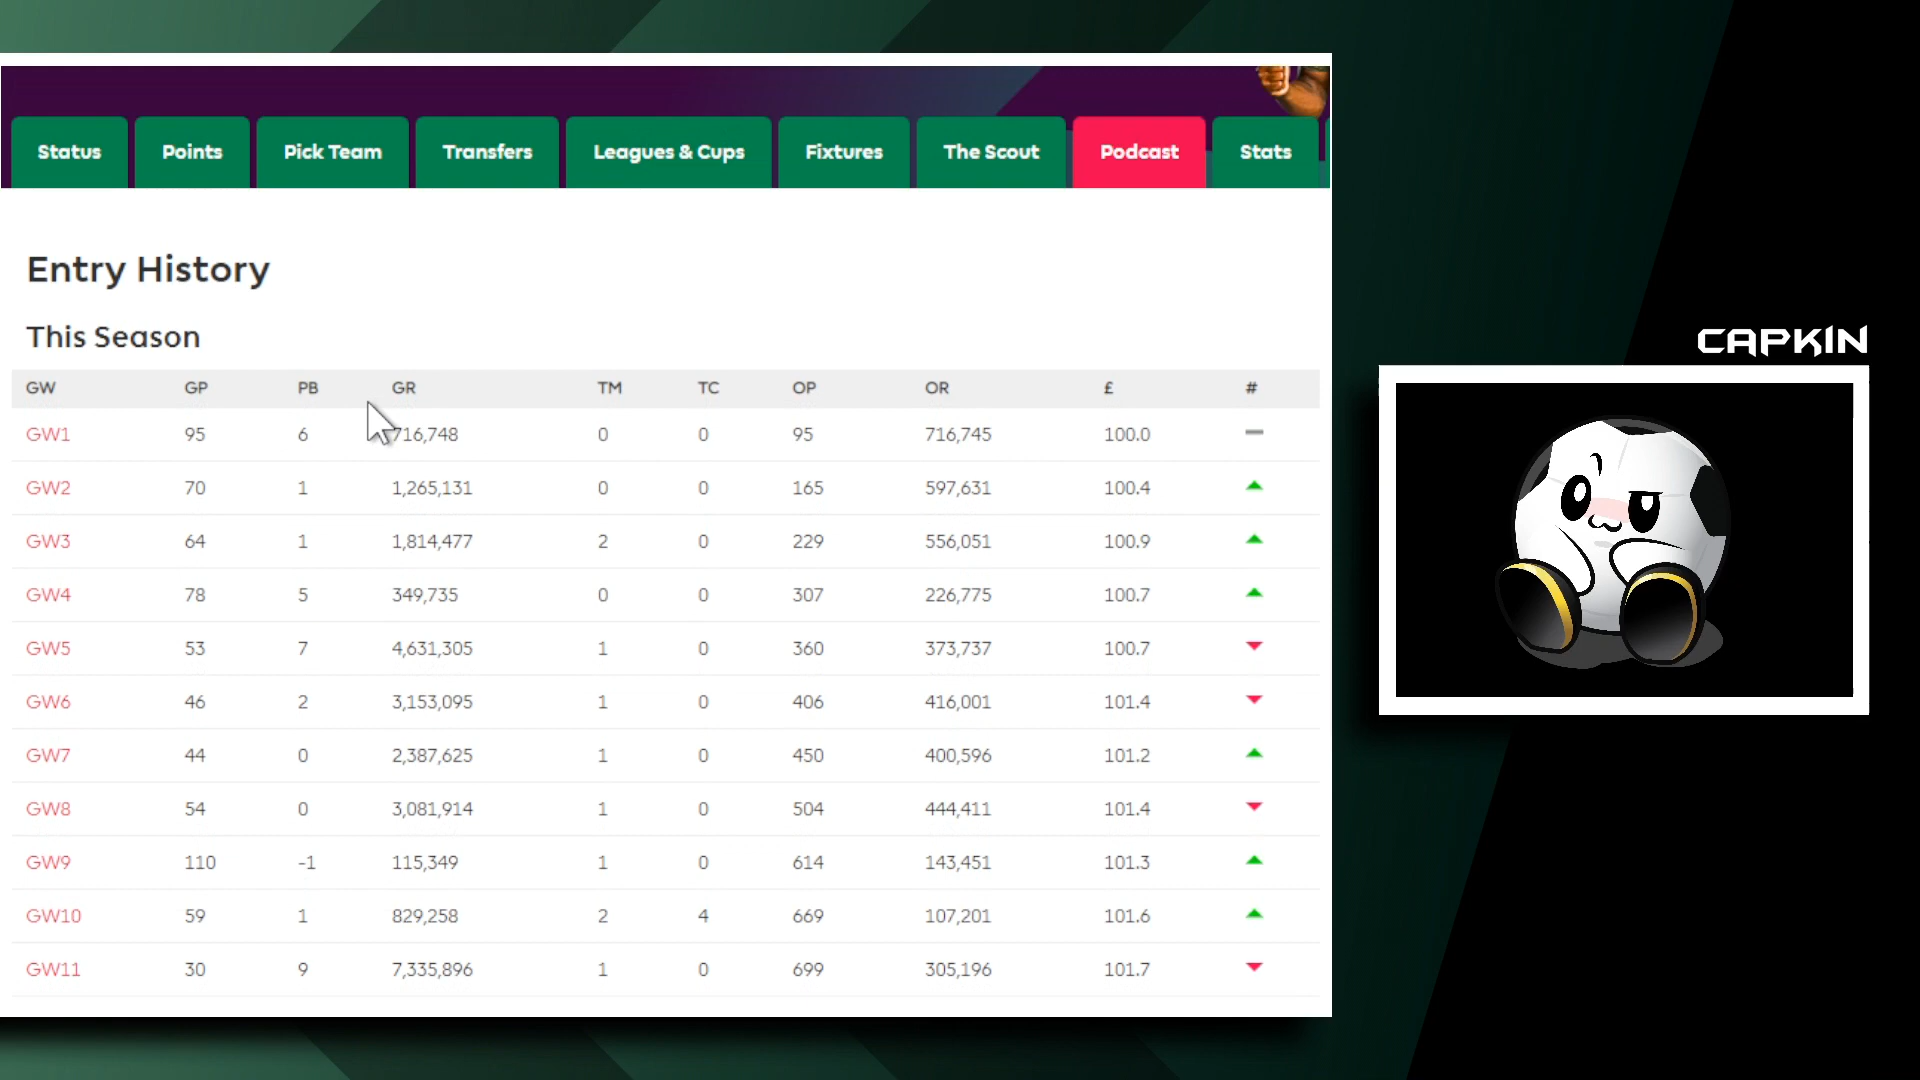 Status Points Pick Team Transfers Leagues & Cups Fixtures The Scout Podcast Stats
Entry History
This Season
CAPKIN
GW GP PB GR TM TC OP OR £ #
GW1 95 6 716,748 0 0 95 716,745 100.0
GW2 70 1 1,265,131 0 0 165 597,631 100.4
GW3 64 1 1,814,477 2 0 229 556,051 100.9
GW4 78 5 349,735 0 0 307 226,775 100.7
GW5 53 7 4,631,305 1 0 360 373,737 100.7
GW6 46 2 3,153,095 1 0 406 416,001 101.4
GW7 44 0 2,387,625 1 0 450 400,596 101.2
GW8 54 0 3,081,914 1 0 504 444,411 101.4
GW9 110 -1 115,349 1 0 614 143,451 101.3
GW10 59 1 829,258 2 4 669 107,201 101.6
GW11 30 9 7,335,896 1 0 699 305,196 101.7